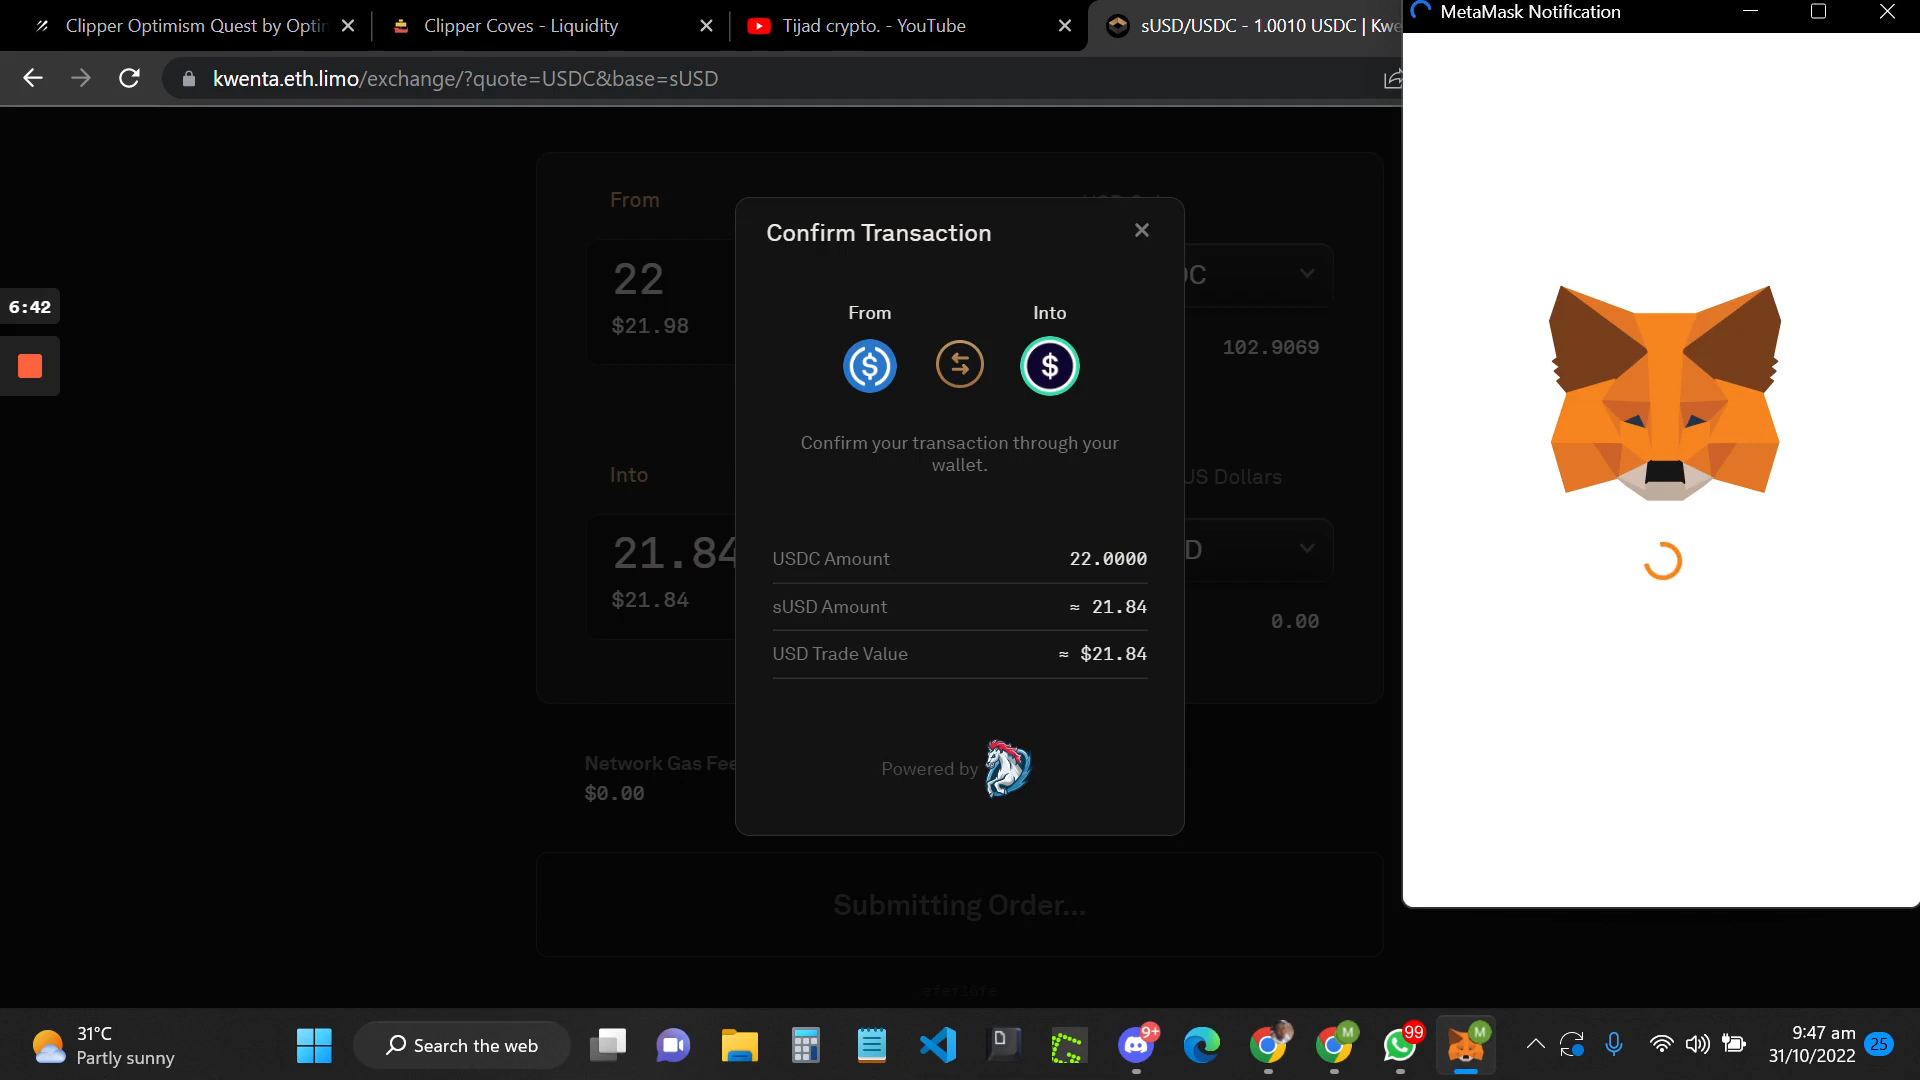 Clipper Optimism Quest by Optin
Clipper Coves - Liquidity
Tijad crypto. - YouTube
sUSD/USDC - 1.0010 USDC | Kwe
MetaMask Notification
kwenta.eth.limo/exchange/?quote=USDC&base=sUSD
From
22
$21.98
DC
102.9069
6:42
Confirm Transaction
From
Into
Confirm your transaction through your
wallet.
Into
US Dollars
21.84
$21.84
D
0.00
USDC Amount
22.0000
sUSD Amount
≈ 21.84
USD Trade Value
≈ $21.84
Powered by
Network Gas Fee
$0.00
Submitting Order...
31°C
Partly sunny
Search the web
D
9+
M
99
M
9:47 am
31/10/2022
25